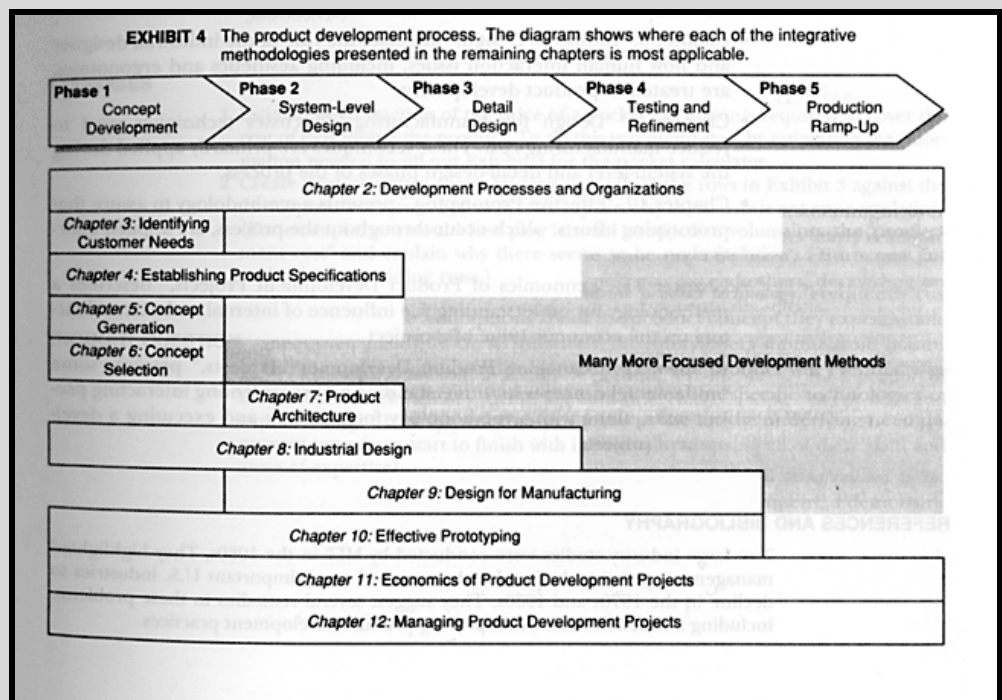 EXHIBIT 4 The product development process. The diagram shows where each of the integrative
methodologies presented in the remaining chapters is most applicable.
Phase 1
Concept
Development
Phase 2
System-Level
Design
Phase 3
Detail
Design
Phase 4
Testing and
Refinement
Phase 5
Production
Ramp-Up
Chapter 2: Development Processes and Organizations
Chapter 3: Identifying
Customer Needs
Chapter 4: Establishing Product Specifications
Chapter 5: Concept
Generation
Chapter 6: Concept
Selection
Many More Focused Development Methods
Chapter 7: Product
Architecture
Chapter 8: Industrial Design
Chapter 9: Design for Manufacturing
Chapter 10: Effective Prototyping
Chapter 11: Economics of Product Development Projects
Chapter 12: Managing Product Development Projects